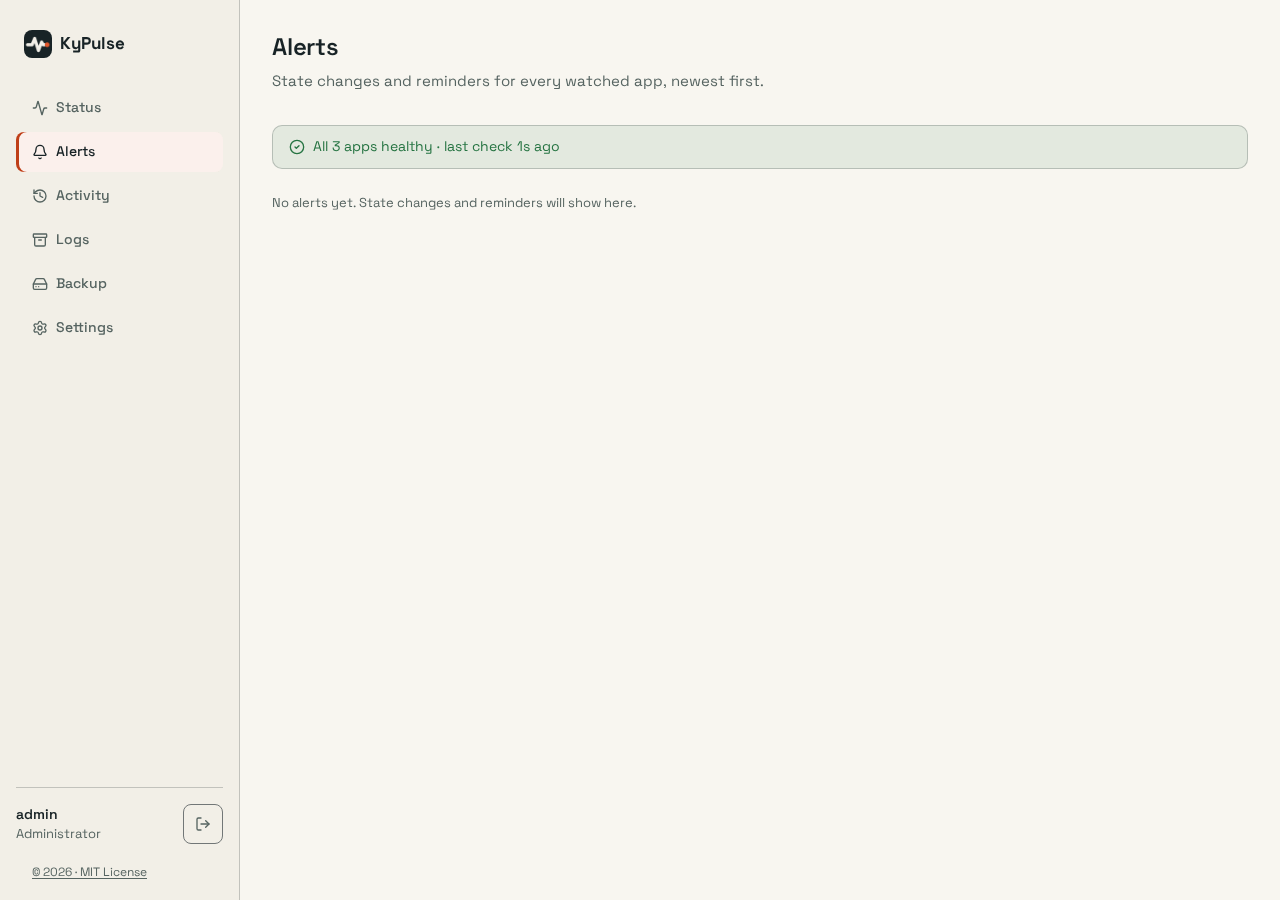 KyPulse
Status
Alerts
Activity
Logs
Backup
Settings
admin
Administrator
© 2026 · MIT License
Alerts
State changes and reminders for every watched app, newest first.
All 3 apps healthy · last check 1s ago
No alerts yet. State changes and reminders will show here.